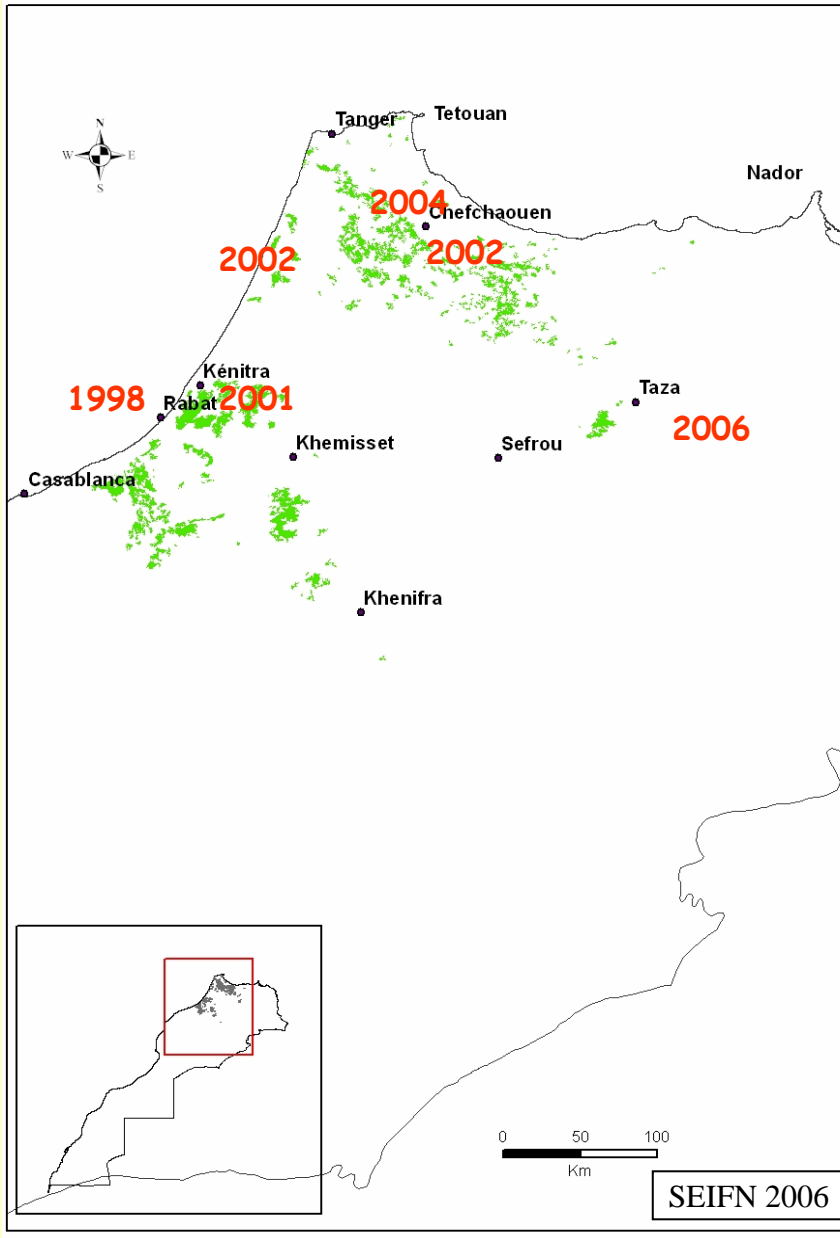 Tanger
Tetouan
N
W E
S
Nador
2004
Chefchaouen
2002
2002
Kénitra
1998
Rabat
2001
Taza
2006
Khemisset
Sefrou
Casablanca
Khenifra
0 50 100
Km
SEIFN 2006